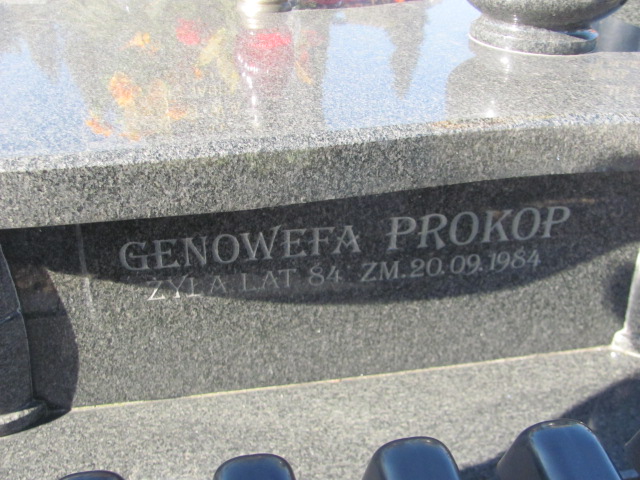 GENOWEFA PROKOP
ŻYŁA LAT 84 ZM. 20.09.1984